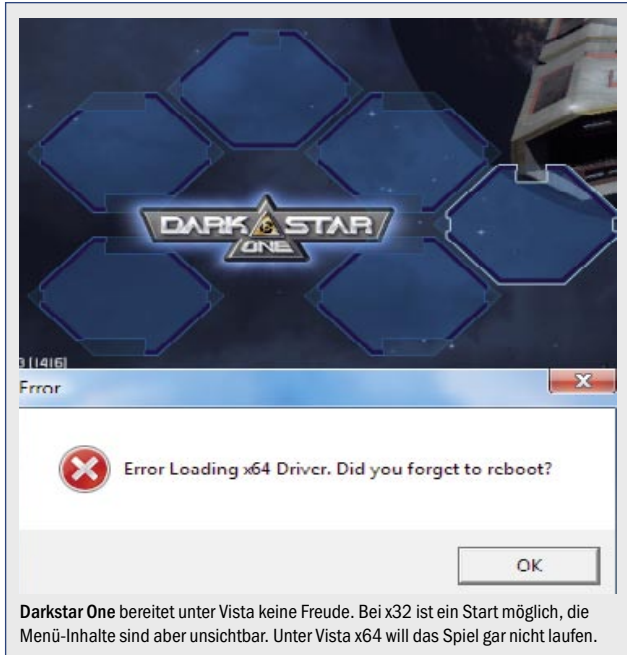 DARK STAR
ONE
3 [1416]
Error
x
Error Loading x64 Driver. Did you forget to reboot?
OK
Darkstar One bereitet unter Vista keine Freude. Bei x32 ist ein Start möglich, die
Menü-Inhalte sind aber unsichtbar. Unter Vista x64 will das Spiel gar nicht laufen.